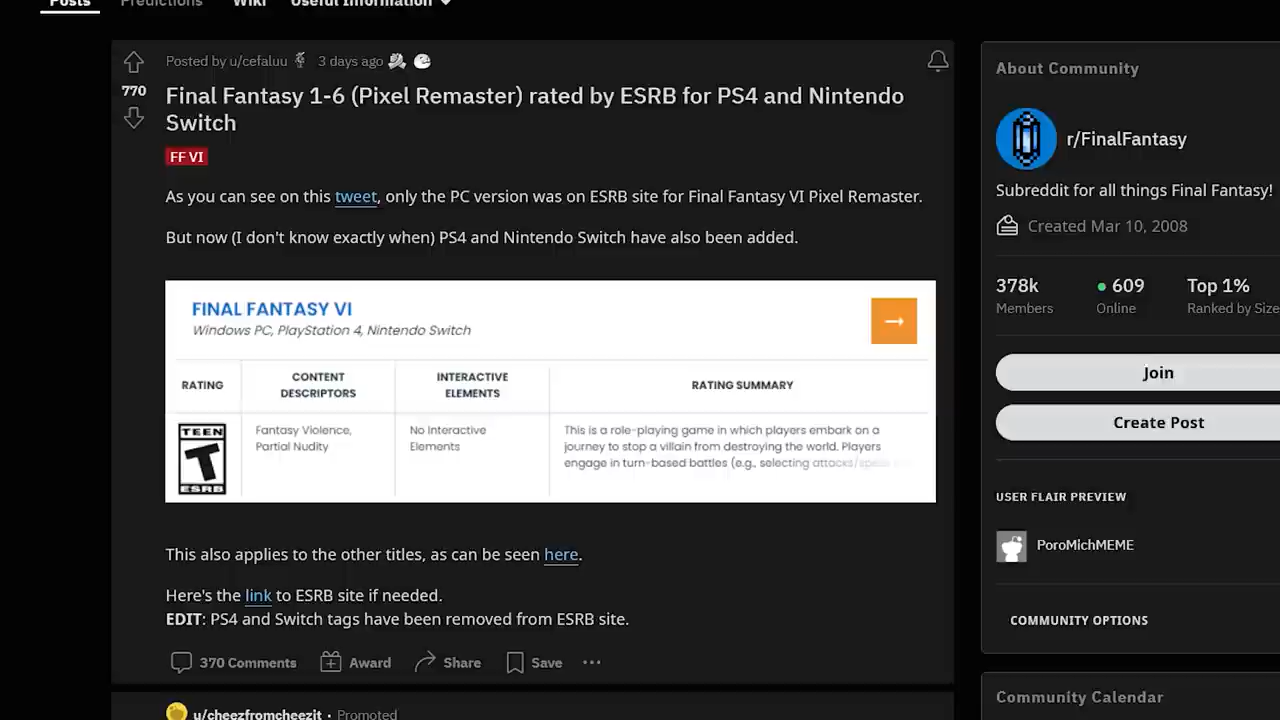 Posts Predictions Wiki Useful Information
Posted by u/cefaluu 3 days ago
770
Final Fantasy 1-6 (Pixel Remaster) rated by ESRB for PS4 and Nintendo
Switch
FF VI
As you can see on this tweet, only the PC version was on ESRB site for Final Fantasy VI Pixel Remaster.
But now (I don't know exactly when) PS4 and Nintendo Switch have also been added.
FINAL FANTASY VI
Windows PC, PlayStation 4, Nintendo Switch
RATING
CONTENT
DESCRIPTORS
INTERACTIVE
ELEMENTS
RATING SUMMARY
TEEN
T
ESRB
Fantasy Violence,
Partial Nudity
No Interactive
Elements
This is a role-playing game in which players embark on a
journey to stop a villain from destroying the world. Players
engage in turn-based battles (e.g., selecting attacks/spells
This also applies to the other titles, as can be seen here.
Here's the link to ESRB site if needed.
EDIT: PS4 and Switch tags have been removed from ESRB site.
370 Comments Award Share Save ···
u/cheezfromcheezit · Promoted
About Community
r/FinalFantasy
Subreddit for all things Final Fantasy!
Created Mar 10, 2008
378k 609 Top 1%
Members Online Ranked by Size
Join
Create Post
USER FLAIR PREVIEW
PoroMichMEME
COMMUNITY OPTIONS
Community Calendar